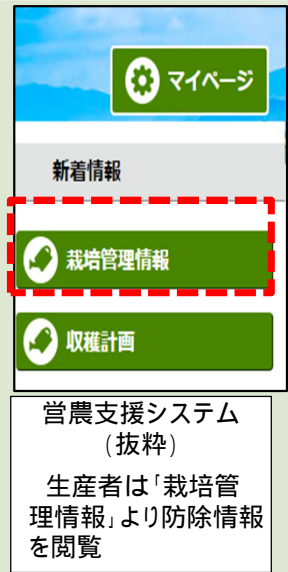 マイページ
新着情報
栽培管理情報
収穫計画
営農支援システム
(抜粋)
生産者は「栽培管
理情報」より防除情報
を閲覧